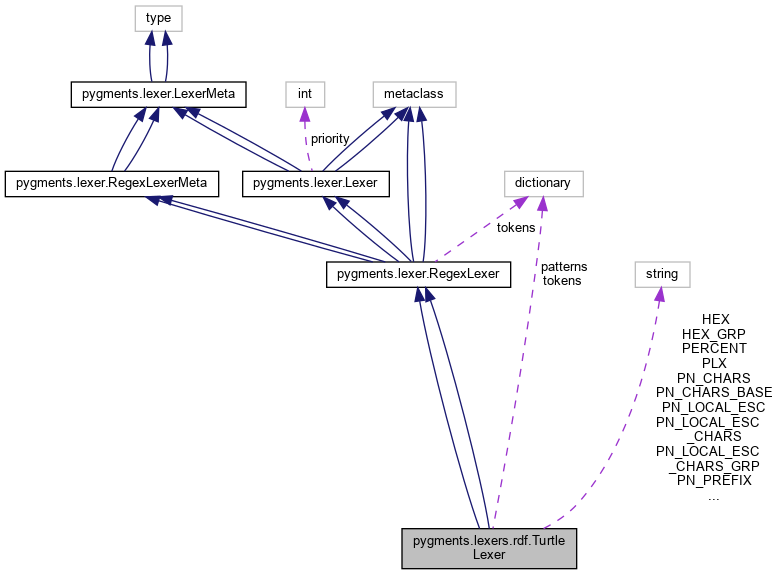 type
pygments.lexer.LexerMeta
int
metaclass
priority
pygments.lexer.RegexLexerMeta
pygments.lexer.Lexer
dictionary
tokens
pygments.lexer.RegexLexer
patterns
tokens
string
HEX
HEX_GRP
PERCENT
PLX
PN_CHARS
PN_CHARS_BASE
PN_LOCAL_ESC
PN_LOCAL_ESC
_CHARS
PN_LOCAL_ESC
_CHARS_GRP
PN_PREFIX
...
pygments.lexers.rdf.Turtle
Lexer